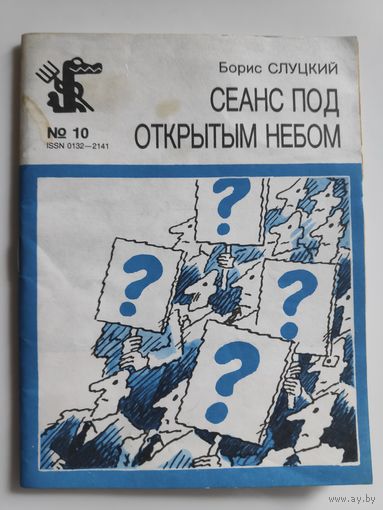 Борис СЛУЦКИЙ
СЕАНС ПОД
ОТКРЫТЫМ НЕБОМ
№ 10
ISSN 0132—2141
?
?
?
?
www.ay.by